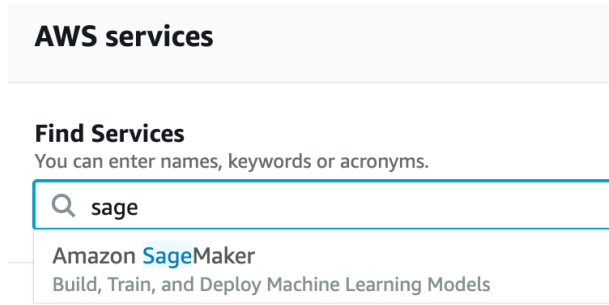 AWS services
Find Services
You can enter names, keywords or acronyms.
sage
Amazon SageMaker
Build, Train, and Deploy Machine Learning Models